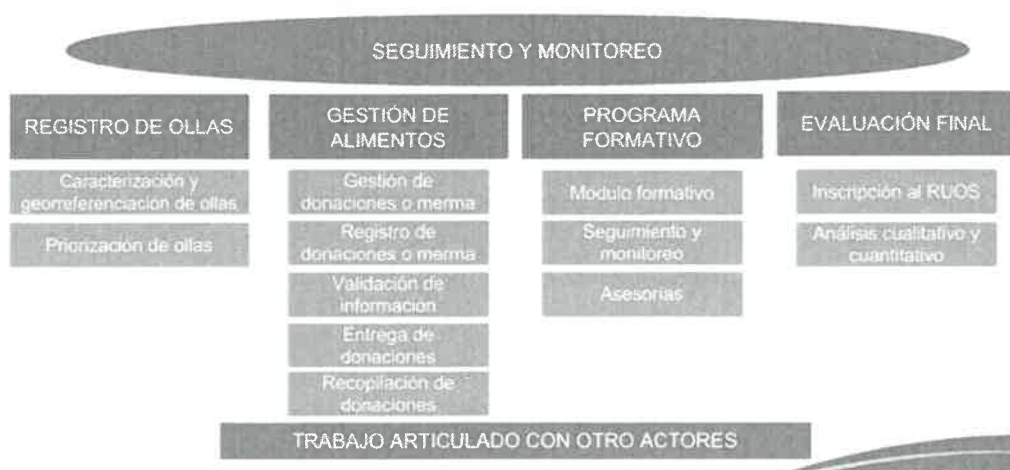 SEGUIMIENTO Y MONITOREO
REGISTRO DE OLLAS
Caracterización y
georreferenciación de ollas
Priorización de ollas
GESTIÓN DE
ALIMENTOS
Gestión de
donaciones o merma
Registro de
donaciones o merma
Validación de
información
Entrega de
donaciones
Recopilación de
donaciones
PROGRAMA
FORMATIVO
Modulo formativo
Seguimiento y
monitoreo
Asesorías
EVALUACIÓN FINAL
Inscripción al RUOS
Análisis cualitativo y
cuantitativo
TRABAJO ARTICULADO CON OTRO ACTORES